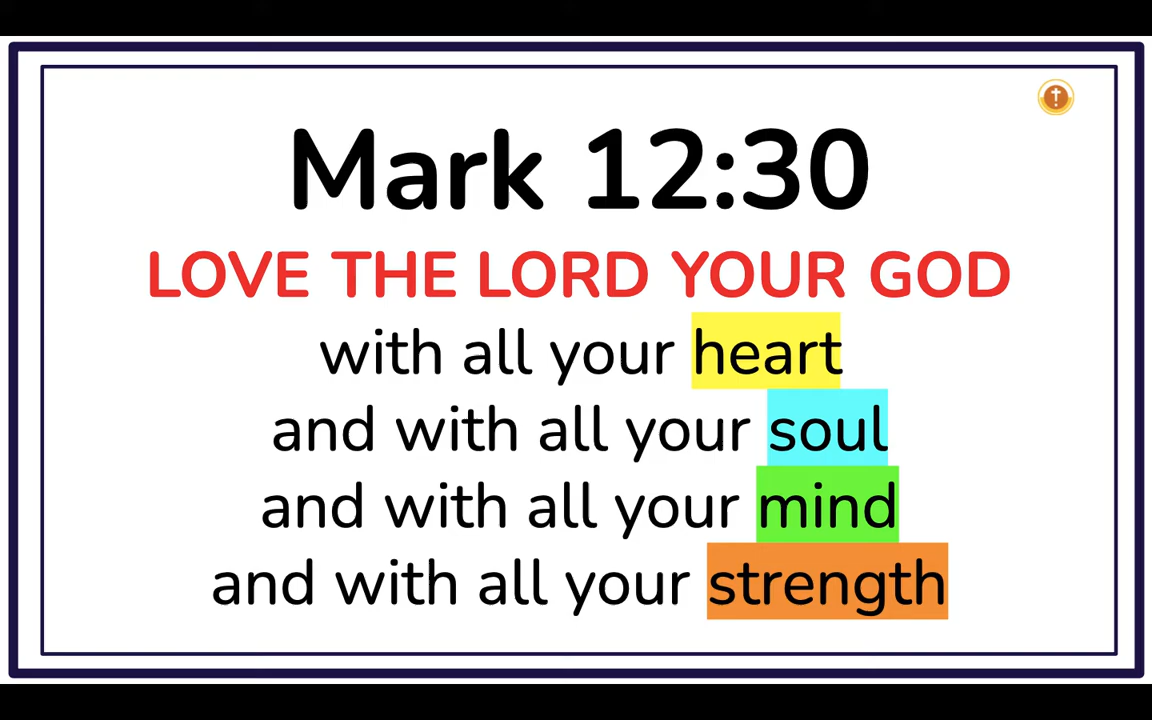 Mark 12:30
LOVE THE LORD YOUR GOD
with all your heart
and with all your soul
and with all your mind
and with all your strength